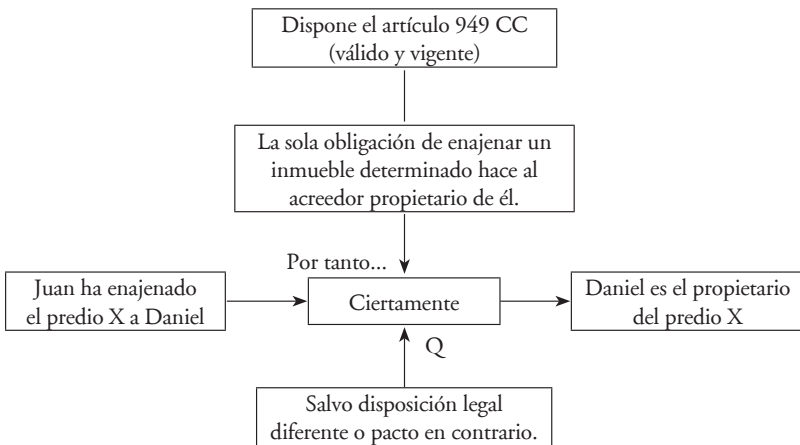 Dispone el artículo 949 CC
(válido y vigente)
La sola obligación de enajenar un
inmueble determinado hace al
acreedor propietario de él.
Por tanto...
Juan ha enajenado
el predio X a Daniel
Ciertamente
Daniel es el propietario
del predio X
Q
Salvo disposición legal
diferente o pacto en contrario.